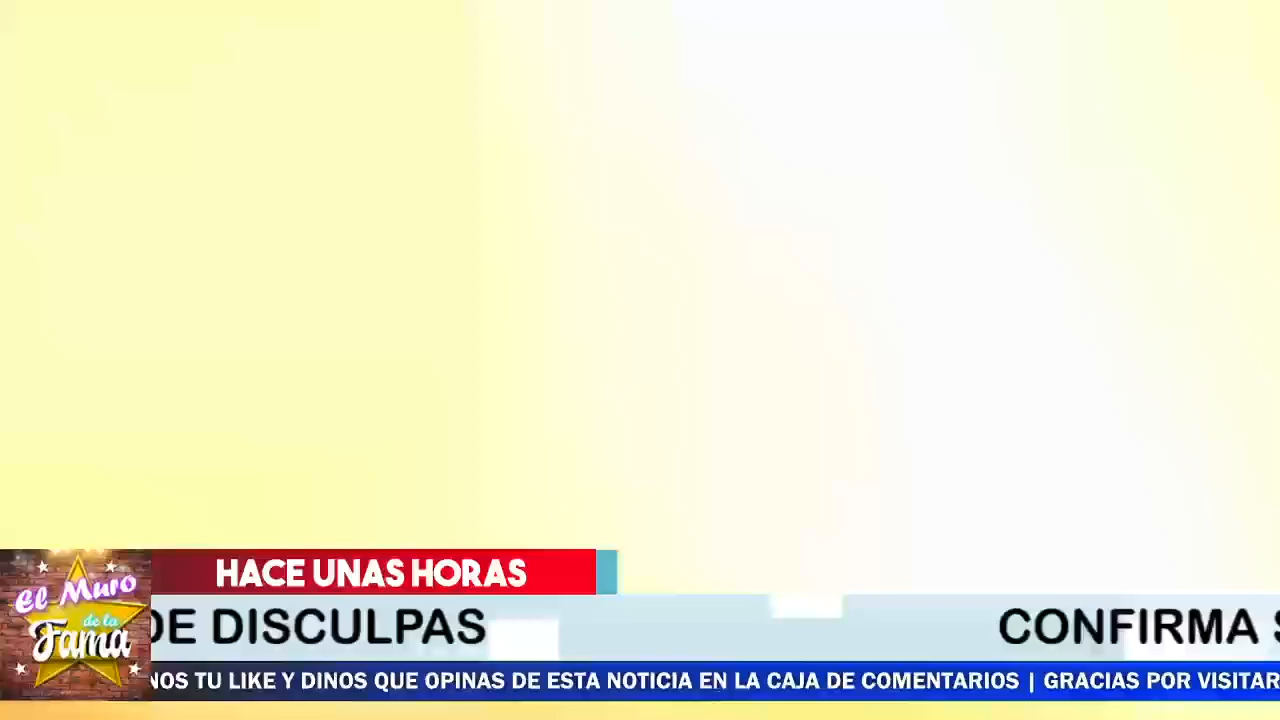 HACE UNAS HORAS
El Muro
de la
Fama
DE DISCULPAS CONFIRMA
NOS TU LIKE Y DINOS QUE OPINAS DE ESTA NOTICIA EN LA CAJA DE COMENTARIOS | GRACIAS POR VISITAR